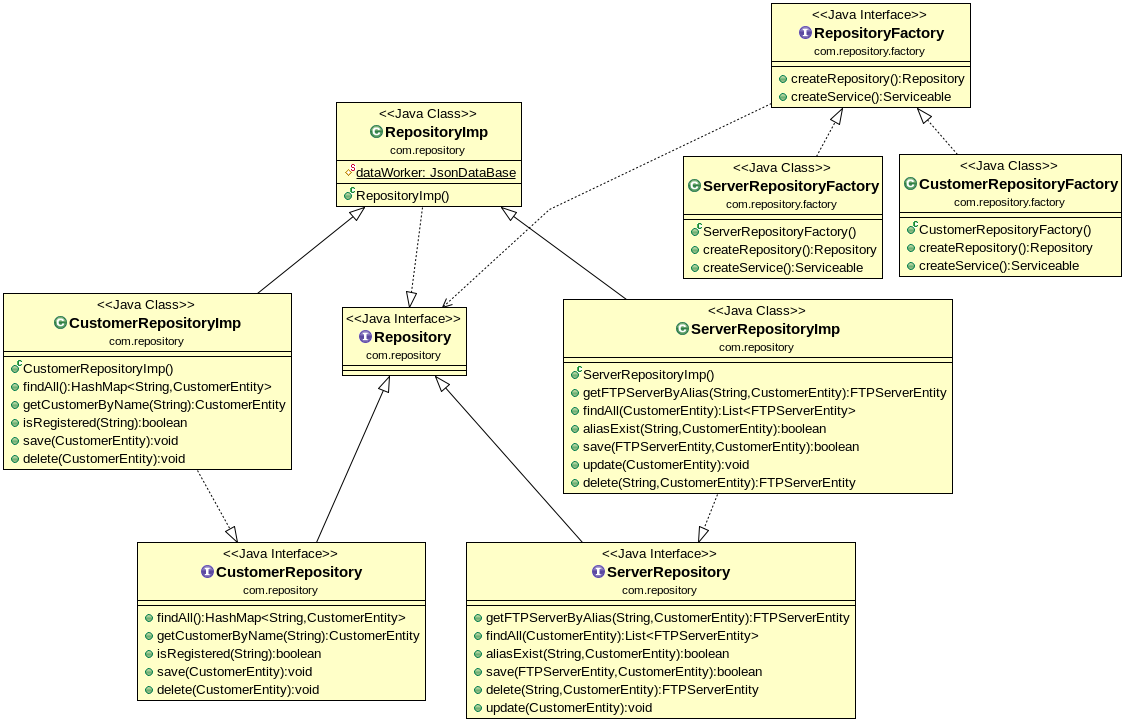 <<Java Interface>>
RepositoryFactory
com.repository.factory
createRepository():Repository
createService():Serviceable
<<Java Class>>
RepositoryImp
com.repository
dataWorker: JsonDataBase
RepositoryImp()
<<Java Class>>
ServerRepositoryFactory
com.repository.factory
ServerRepositoryFactory()
createRepository():Repository
createService():Serviceable
<<Java Class>>
CustomerRepositoryFactory
com.repository.factory
CustomerRepositoryFactory()
createRepository():Repository
createService():Serviceable
<<Java Class>>
CustomerRepositoryImp
com.repository
CustomerRepositoryImp()
findAll():HashMap<String,CustomerEntity>
getCustomerByName(String):CustomerEntity
isRegistered(String):boolean
save(CustomerEntity):void
delete(CustomerEntity):void
<<Java Interface>>
Repository
com.repository
<<Java Class>>
ServerRepositoryImp
com.repository
ServerRepositoryImp()
getFTPServerByAlias(String,CustomerEntity):FTPServerEntity
findAll(CustomerEntity):List<FTPServerEntity>
aliasExist(String,CustomerEntity):boolean
save(FTPServerEntity,CustomerEntity):boolean
update(CustomerEntity):void
delete(String,CustomerEntity):FTPServerEntity
<<Java Interface>>
CustomerRepository
com.repository
findAll():HashMap<String,CustomerEntity>
getCustomerByName(String):CustomerEntity
isRegistered(String):boolean
save(CustomerEntity):void
delete(CustomerEntity):void
<<Java Interface>>
ServerRepository
com.repository
getFTPServerByAlias(String,CustomerEntity):FTPServerEntity
findAll(CustomerEntity):List<FTPServerEntity>
aliasExist(String,CustomerEntity):boolean
save(FTPServerEntity,CustomerEntity):boolean
delete(String,CustomerEntity):FTPServerEntity
update(CustomerEntity):void